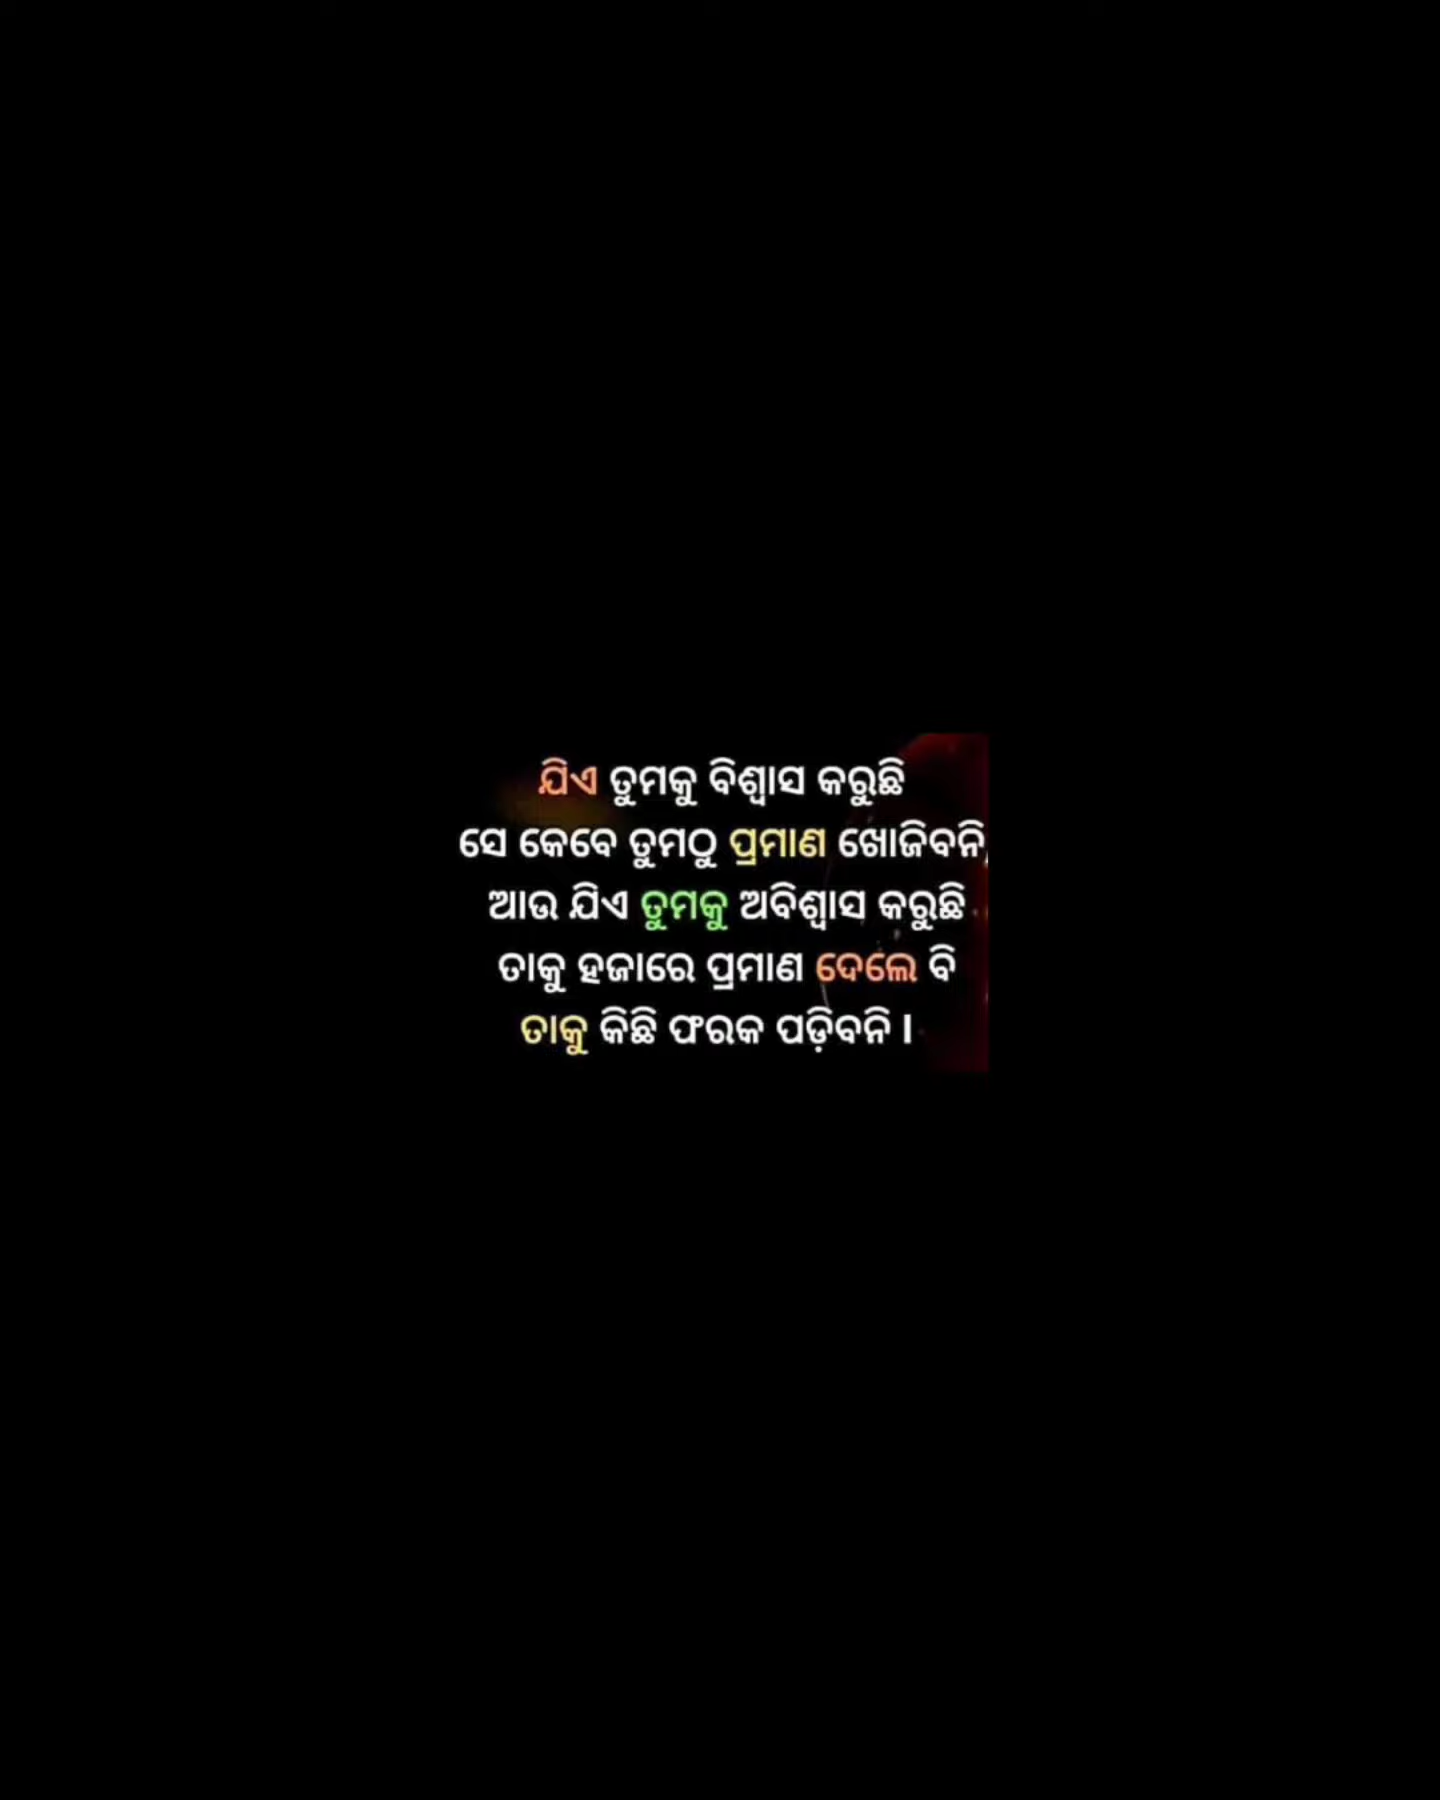 ଯିଏ ତୁମକୁ ବିଶ୍ୱାସ କରୁଛି
ସେ କେବେ ତୁମଠୁ ପ୍ରମାଣ ଖୋଜିବନି,
ଆଉ ଯିଏ ତୁମକୁ ଅବିଶ୍ୱାସ କରୁଛି
ତାକୁ ହଜାରେ ପ୍ରମାଣ ଦେଲେ ବି
ତାକୁ କିଛି ଫରକ ପଡ଼ିବନି ।